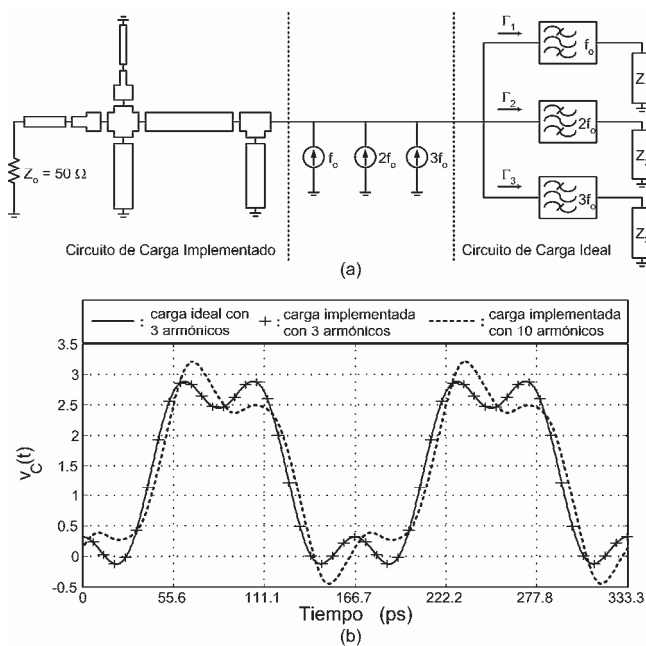 Γ1
fo
Z
Γ2
2fo
Z
Γ3
3fo
Z
Zo = 50 Ω
fo
2fo
3fo
Circuito de Carga Implementado
Circuito de Carga Ideal
(a)
: carga ideal con 3 armónicos
: carga implementada con 3 armónicos
: carga implementada con 10 armónicos
3.5
3
2.5
2
1.5
1
0.5
0
-0.5
vC(t)
0
55.6
111.1
166.7
222.2
277.8
333.3
Tiempo (ps)
(b)